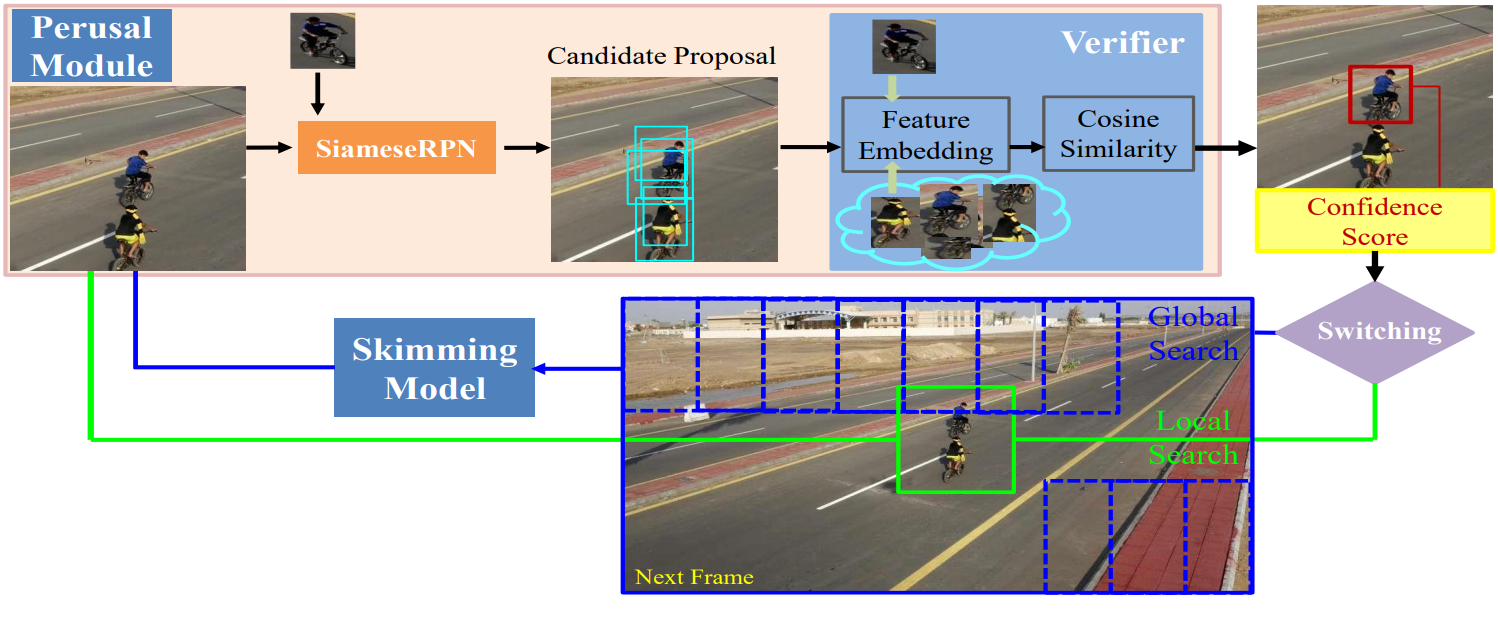 Perusal
Module
SiameseRPN
Candidate Proposal
Verifier
Feature
Embedding
Cosine
Similarity
Confidence
Score
Switching
Global
Search
Local
Search
Skimming
Model
Next Frame